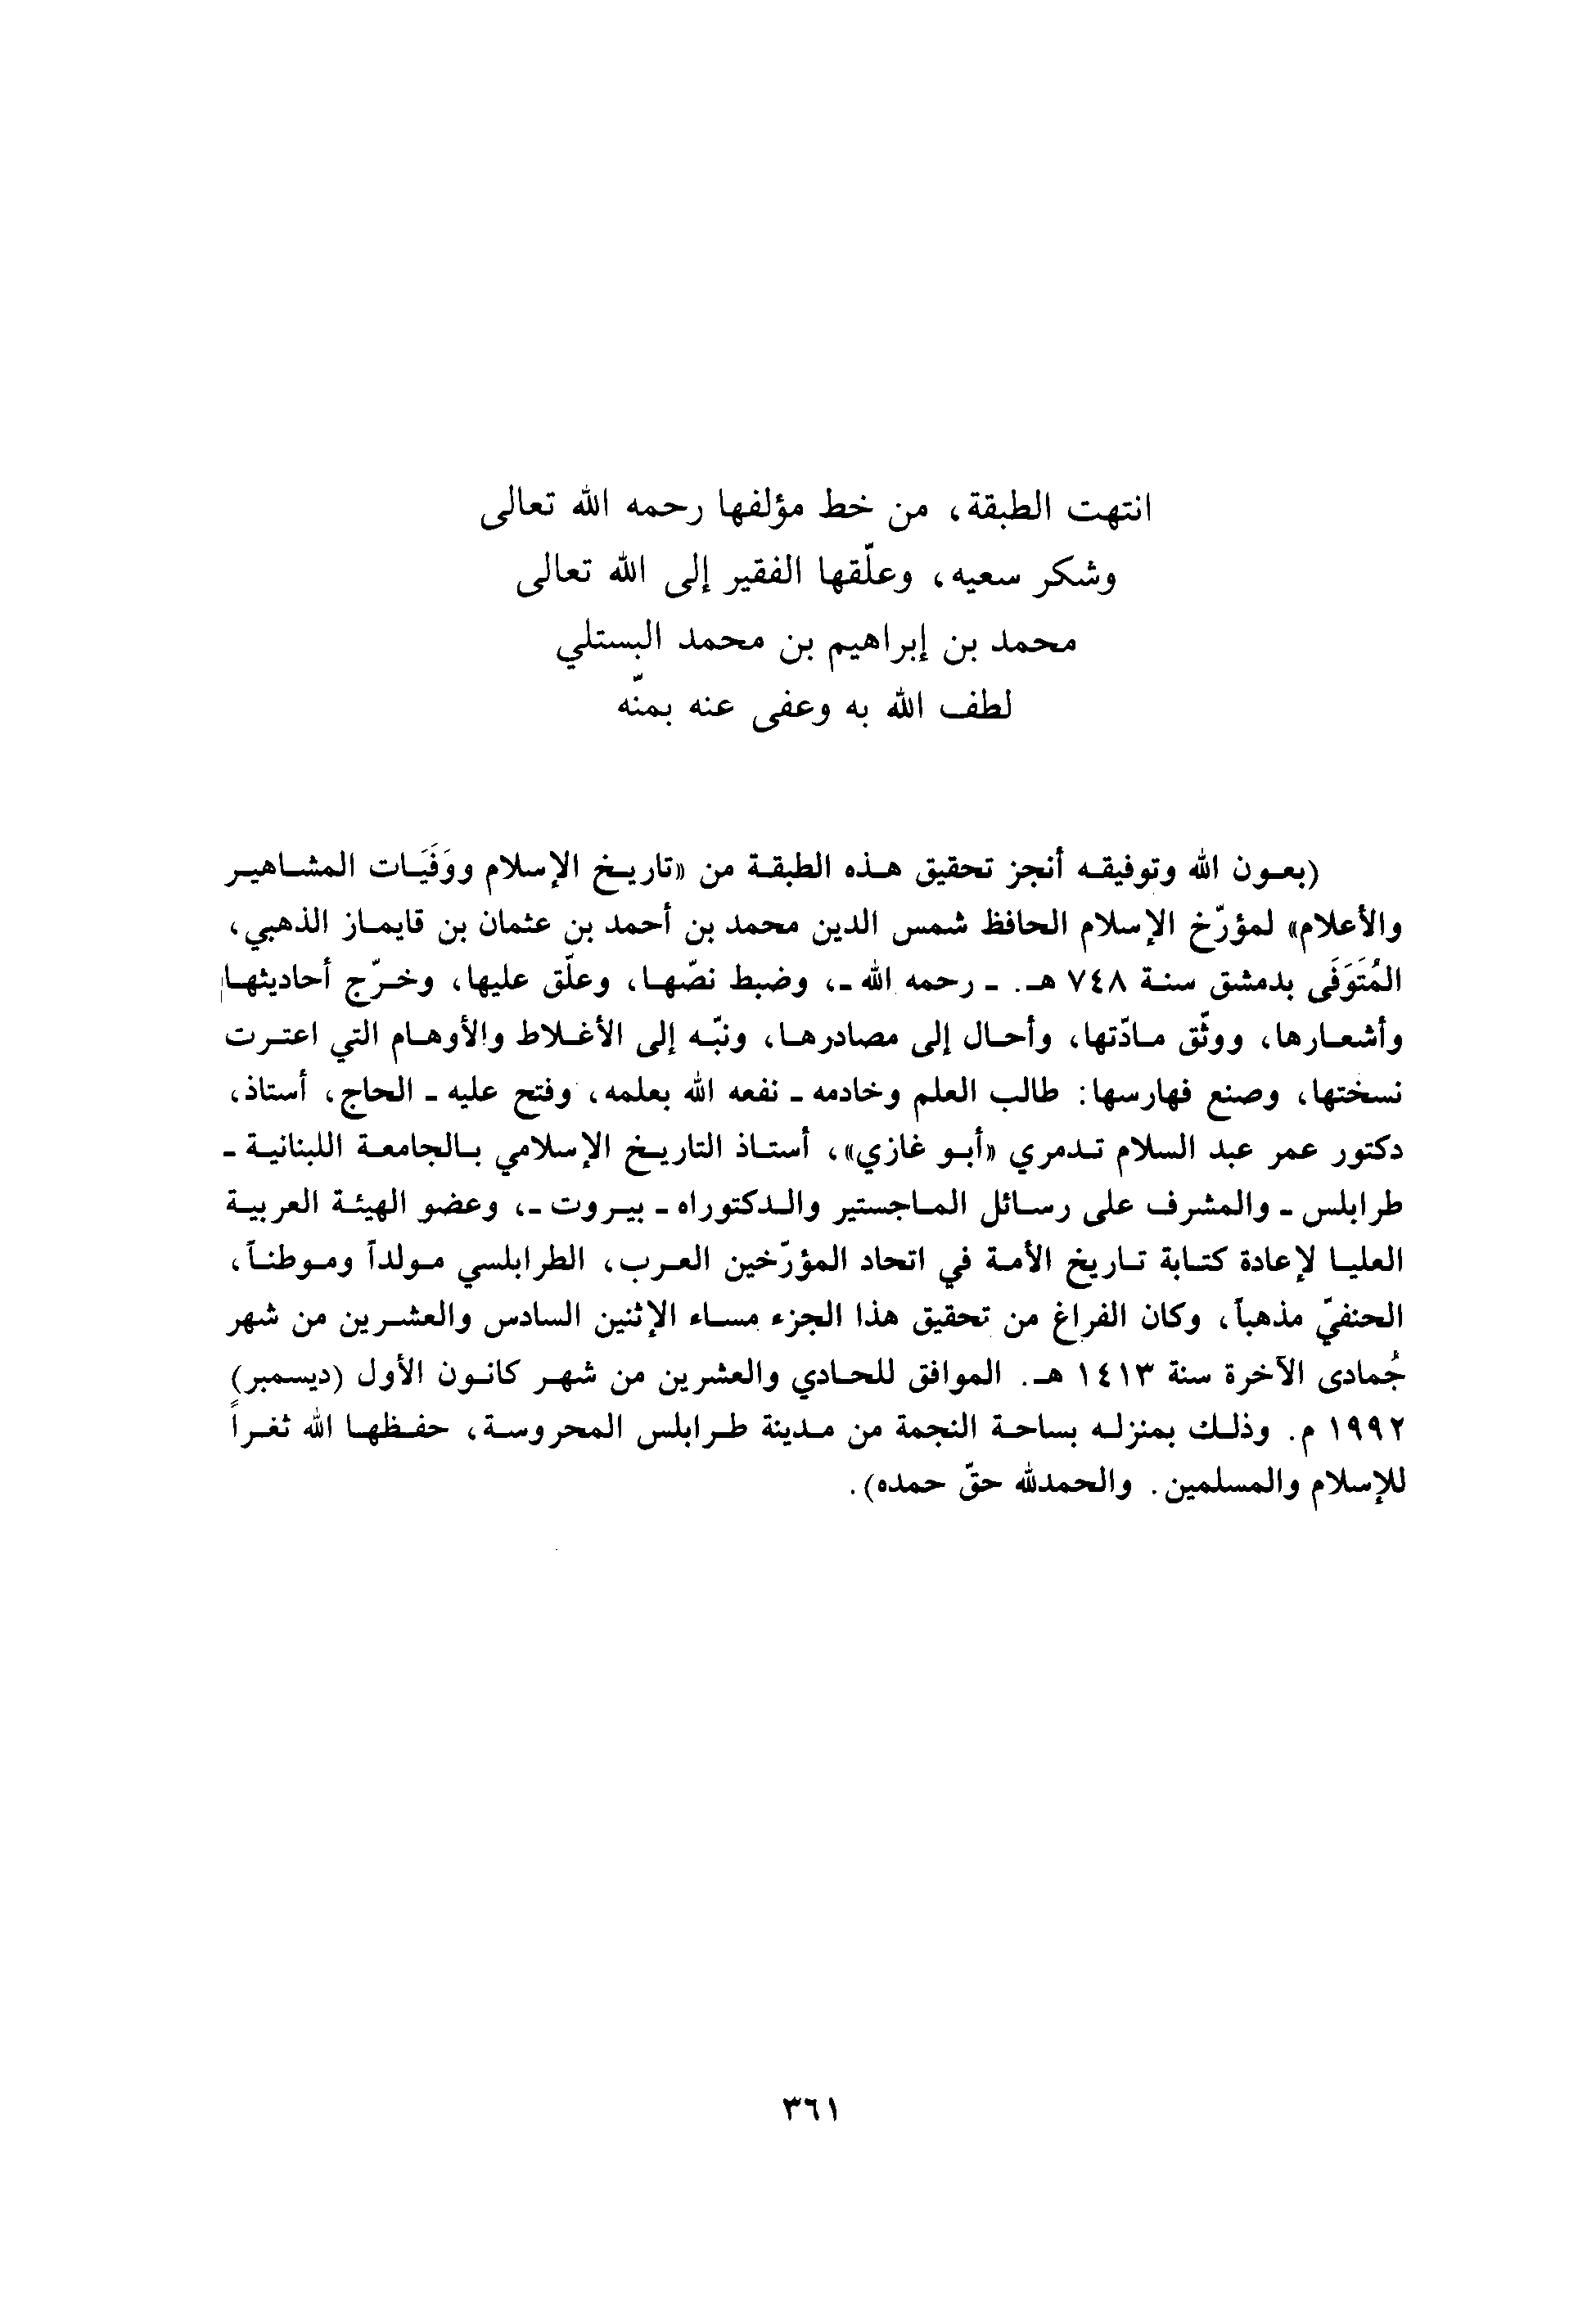 انتهت الطبقة، من خط مؤلفها رحمه الله تعالى
وشكر سعيه، وعلّقها الفقير إلى الله تعالى
محمد بن إبراهيم بن محمد البستلي
لطف الله به وعفى عنه بمنّه
(بعون الله وتوفيقه أنجز تحقيق هذه الطبقة من «تاريخ الإسلام ووَفَيَات المشاهير
والأعلام» لمؤرّخ الإسلام الحافظ شمس الدين محمد بن أحمد بن عثمان بن قايماز الذهبي،
المُتَوَفَى بدمشق سنة ٧٤٨ هـ. - رحمه الله -، وضبط نصّها، وعلّق عليها، وخرّج أحاديثها
وأشعارها، ووثّق مادّتها، وأحال إلى مصادرها، ونبّه إلى الأغلاط والأوهام التي اعترت
نسختها، وصنع فهارسها: طالب العلم وخادمه - نفعه الله بعلمه، وفتح عليه - الحاج، أستاذ،
دكتور عمر عبد السلام تدمري «أبو غازي»، أستاذ التاريخ الإسلامي بالجامعة اللبنانية -
طرابلس - والمشرف على رسائل الماجستير والدكتوراه - بيروت -، وعضو الهيئة العربية
العليا لإعادة كتابة تاريخ الأمة في اتحاد المؤرّخين العرب، الطرابلسي مولداً وموطناً،
الحنفيّ مذهباً، وكان الفراغ من تحقيق هذا الجزء مساء الإثنين السادس والعشرين من شهر
جُمادى الآخرة سنة ١٤١٣ هـ. الموافق للحادي والعشرين من شهر كانون الأول (ديسمبر)
١٩٩٢ م. وذلك بمنزله بساحة النجمة من مدينة طرابلس المحروسة، حفظها الله ثغراً
للإسلام والمسلمين. والحمدلله حقّ حمده).
٣٦١